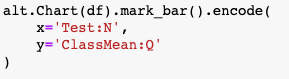 alt.Chart(df).mark_bar().encode(
    x='Test:N',
    y='ClassMean:Q'
)